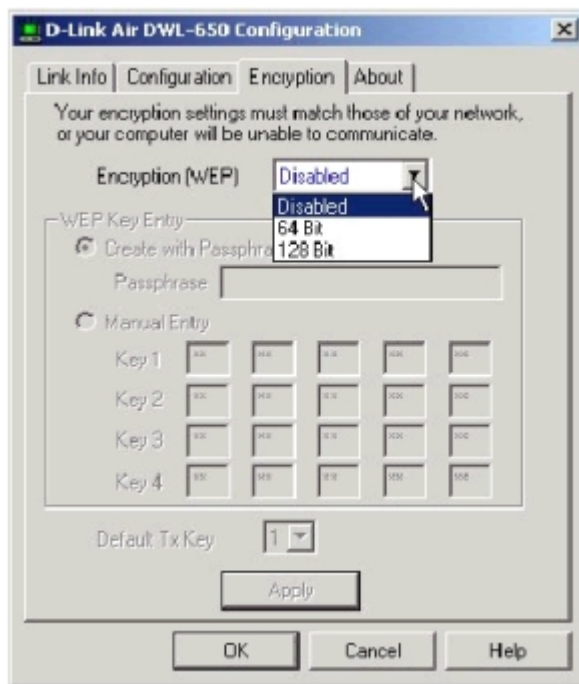 D-Link Air DWL-650 Configuration
Link Info Configuration Encryption About
Your encryption settings must match those of your network,
or your computer will be unable to communicate.
Encryption (WEP) Disabled
Disabled
64 Bit
128 Bit
WEP Key Entry
Create with Passphra
Passphrase
Manual Entry
Key 1 ** ** ** ** **
Key 2 ** ** ** ** **
Key 3 ** ** ** ** **
Key 4 ** ** ** ** **
Default Tx Key 1
Apply
OK Cancel Help